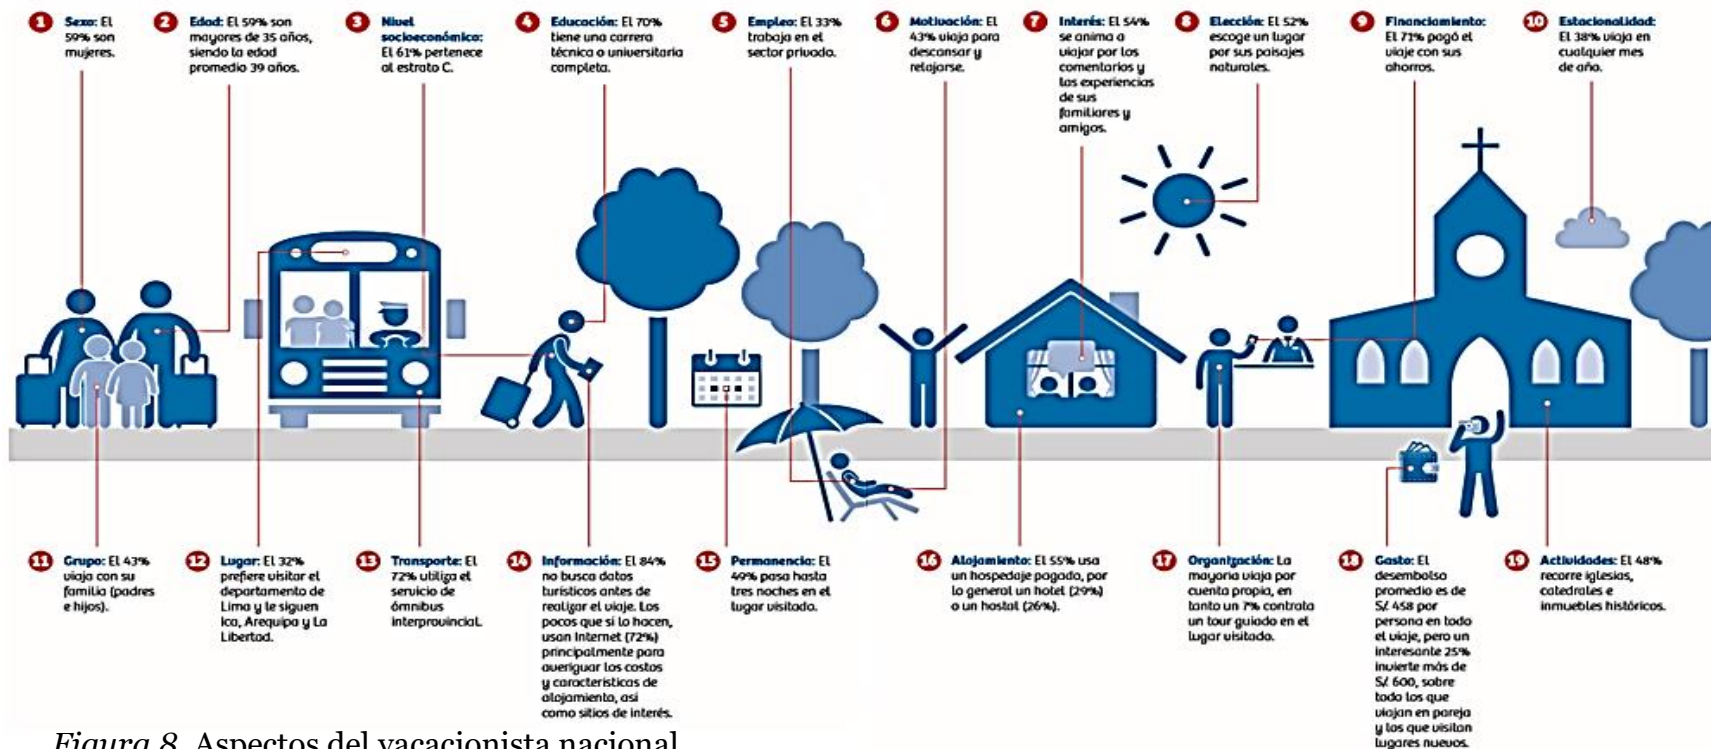 1 Sexo: El
59% son
mujeres.
2 Edad: El 59% son
mayores de 35 años,
siendo la edad
promedio 39 años.
3 Nivel
socioeconómico:
El 61% pertenece
al estrato C.
4 Educación: El 70%
tiene una carrera
técnica o universitaria
completa.
5 Empleo: El 33%
trabaja en el
sector privado.
6 Motivación: El
43% viaja para
descansar y
relajarse.
7 Interés: El 54%
se anima a
viajar por los
comentarios y
las experiencias
de sus
familiares y
amigos.
8 Elección: El 52%
escoge un lugar
por sus paisajes
naturales.
9 Financiamiento:
El 71% pagó el
viaje con sus
ahorros.
10 Estacionalidad:
El 38% viaja en
cualquier mes
de año.
11 Grupo: El 43%
viaja con su
familia (padres
e hijos).
12 Lugar: El 32%
prefiere visitar el
departamento de
Lima y le siguen
Ica, Arequipa y La
Libertad.
13 Transporte: El
72% utiliza el
servicio de
ómnibus
interprovincial.
14 Información: El 84%
no busca datos
turísticos antes de
realizar el viaje. Los
pocos que sí lo hacen,
usan Internet (72%)
principalmente para
averiguar los costos
y características de
alojamiento, así
como sitios de interés.
15 Permanencia: El
49% pasa hasta
tres noches en el
lugar visitado.
16 Alojamiento: El 55% usa
un hospedaje pagado, por
lo general un hotel (29%)
o un hostal (26%).
17 Organización: La
mayoría viaja por
cuenta propia, en
tanto un 7% contrata
un tour guiado en el
lugar visitado.
18 Gasto: El
desembolso
promedio es de
S/. 458 por
persona en todo
el viaje, pero un
interesante 25%
invierte más de
S/. 600, sobre
todo los que
viajan en pareja
y los que visitan
lugares nuevos.
19 Actividades: El 48%
recorre iglesias,
catedrales e
inmuebles históricos.
Figura 8. Aspectos del vacacionista nacional